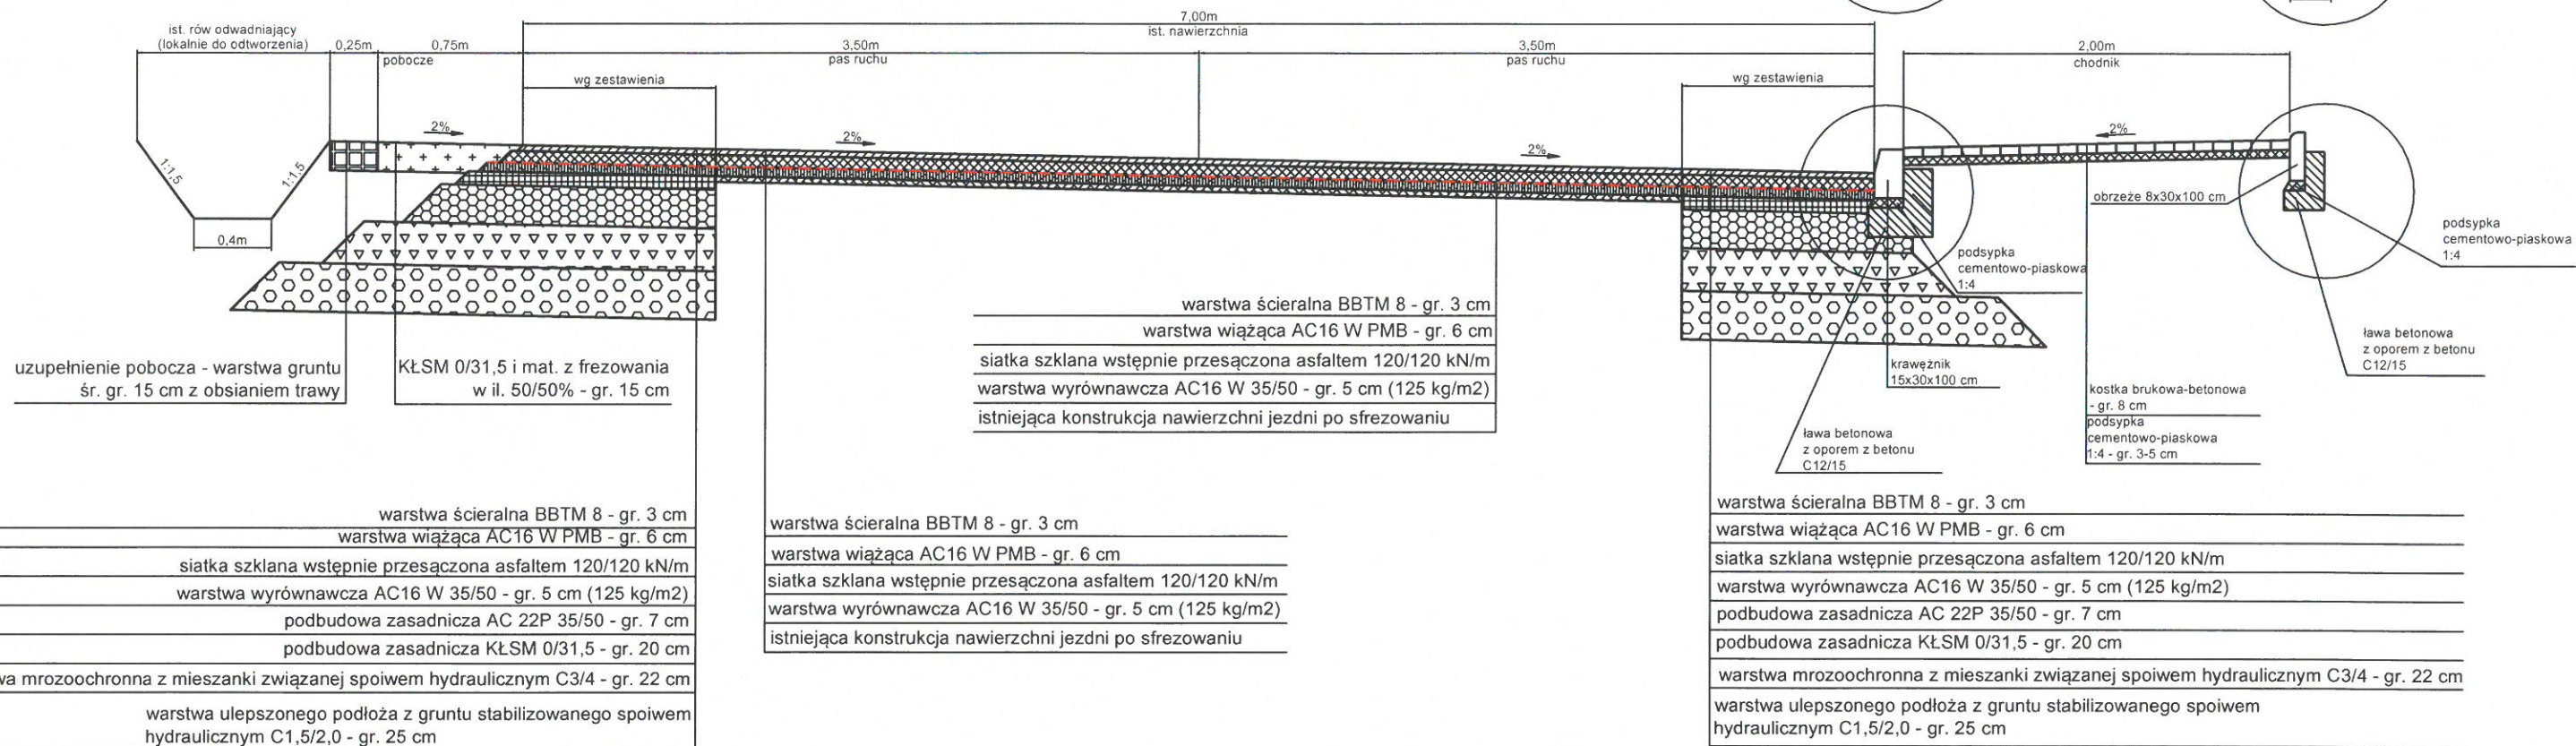 7,00m
ist. nawierzchnia
ist. rów odwadniający
(lokalnie do odtworzenia)
0,25m
0,75m
pobocze
3,50m
pas ruchu
3,50m
pas ruchu
2,00m
chodnik
wg zestawienia
wg zestawienia
2%
2%
2%
2%
1:1,5
1:1,5
0,4m
obrzeże 8x30x100 cm
podsypka
cementowo-piaskowa
1:4
podsypka
cementowo-piaskowa
1:4
ława betonowa
z oporem z betonu
C12/15
krawężnik
15x30x100 cm
kostka brukowa-betonowa
- gr. 8 cm
podsypka
cementowo-piaskowa
1:4 - gr. 3-5 cm
ława betonowa
z oporem z betonu
C12/15
uzupełnienie pobocza - warstwa gruntu
śr. gr. 15 cm z obsianiem trawy
KŁSM 0/31,5 i mat. z frezowania
w il. 50/50% - gr. 15 cm
warstwa ścieralna BBTM 8 - gr. 3 cm
warstwa wiążąca AC16 W PMB - gr. 6 cm
siatka szklana wstępnie przesączona asfaltem 120/120 kN/m
warstwa wyrównawcza AC16 W 35/50 - gr. 5 cm (125 kg/m2)
istniejąca konstrukcja nawierzchni jezdni po sfrezowaniu
warstwa ścieralna BBTM 8 - gr. 3 cm
warstwa wiążąca AC16 W PMB - gr. 6 cm
siatka szklana wstępnie przesączona asfaltem 120/120 kN/m
warstwa wyrównawcza AC16 W 35/50 - gr. 5 cm (125 kg/m2)
podbudowa zasadnicza AC 22P 35/50 - gr. 7 cm
podbudowa zasadnicza KŁSM 0/31,5 - gr. 20 cm
mrozoochronna z mieszanki związanej spoiwem hydraulicznym C3/4 - gr. 22 cm
warstwa ulepszonego podłoża z gruntu stabilizowanego spoiwem
hydraulicznym C1,5/2,0 - gr. 25 cm
warstwa ścieralna BBTM 8 - gr. 3 cm
warstwa wiążąca AC16 W PMB - gr. 6 cm
siatka szklana wstępnie przesączona asfaltem 120/120 kN/m
warstwa wyrównawcza AC16 W 35/50 - gr. 5 cm (125 kg/m2)
istniejąca konstrukcja nawierzchni jezdni po sfrezowaniu
warstwa ścieralna BBTM 8 - gr. 3 cm
warstwa wiążąca AC16 W PMB - gr. 6 cm
siatka szklana wstępnie przesączona asfaltem 120/120 kN/m
warstwa wyrównawcza AC16 W 35/50 - gr. 5 cm (125 kg/m2)
podbudowa zasadnicza AC 22P 35/50 - gr. 7 cm
podbudowa zasadnicza KŁSM 0/31,5 - gr. 20 cm
warstwa mrozoochronna z mieszanki związanej spoiwem hydraulicznym C3/4 - gr. 22 cm
warstwa ulepszonego podłoża z gruntu stabilizowanego spoiwem
hydraulicznym C1,5/2,0 - gr. 25 cm